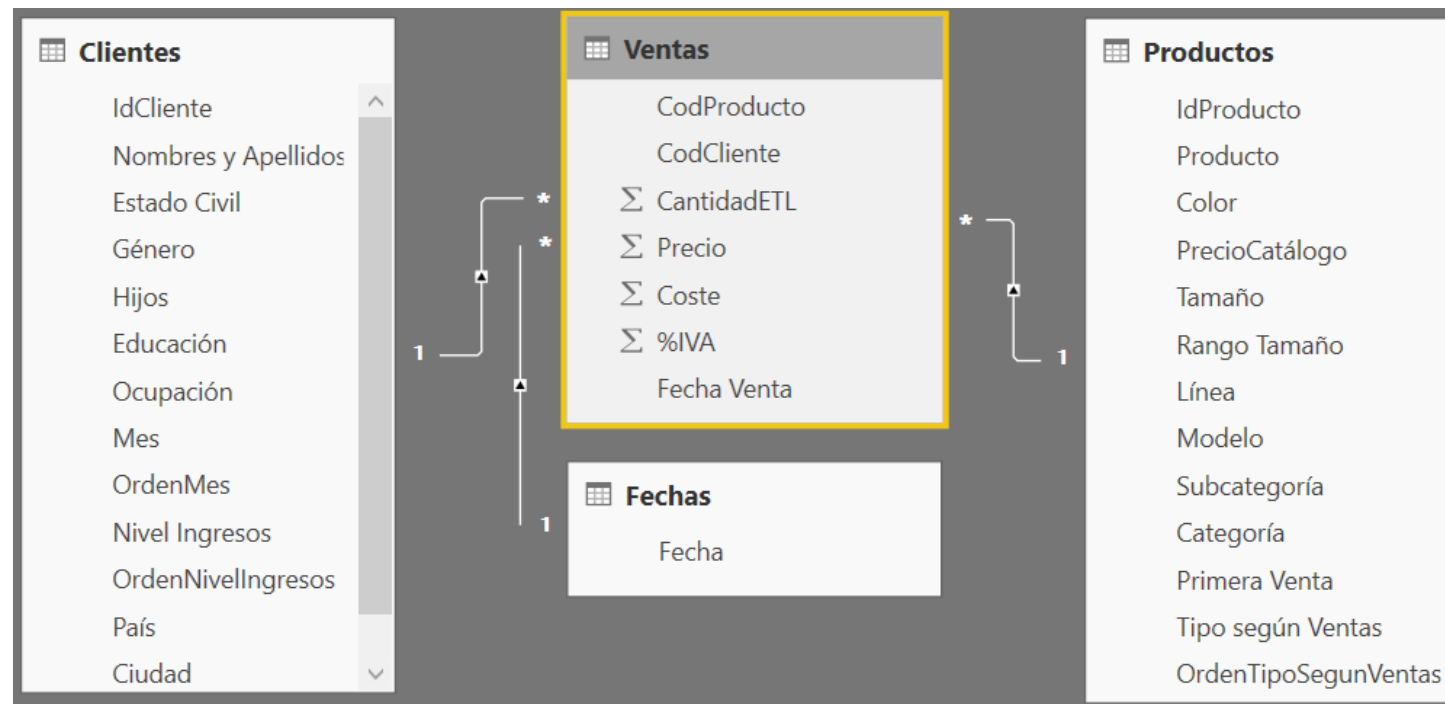 Clientes
IdCliente
Nombres y Apellidos
Estado Civil
Género
Hijos
Educación
Ocupación
Mes
OrdenMes
Nivel Ingresos
OrdenNivelIngresos
País
Ciudad
1
*
*
1
Ventas
CodProducto
CodCliente
Σ CantidadETL
Σ Precio
Σ Coste
Σ %IVA
Fecha Venta
Fechas
Fecha
*
1
Productos
IdProducto
Producto
Color
PrecioCatálogo
Tamaño
Rango Tamaño
Línea
Modelo
Subcategoría
Categoría
Primera Venta
Tipo según Ventas
OrdenTipoSegunVentas